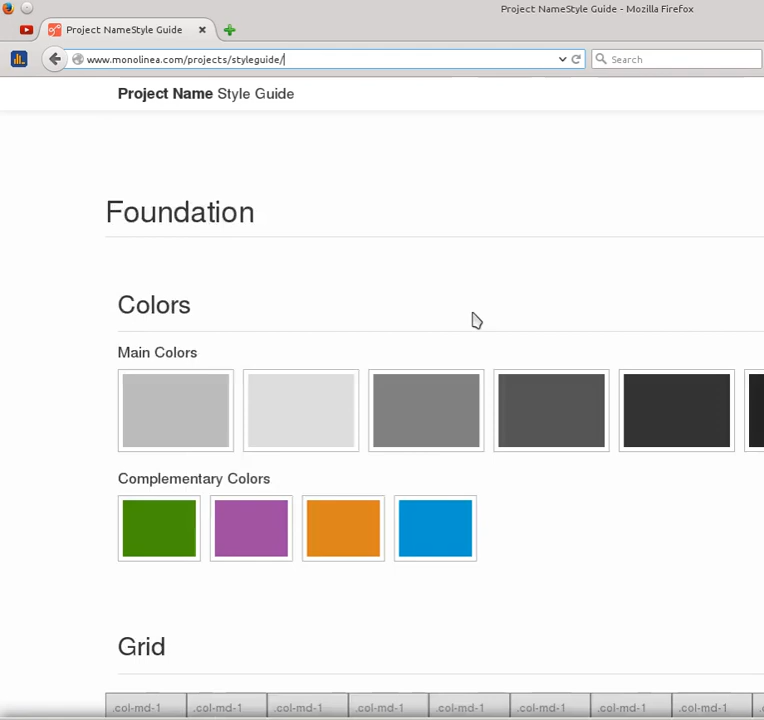 Project NameStyle Guide - Mozilla Firefox
Project NameStyle Guide
www.monolinea.com/projects/styleguide/
Search
Project Name Style Guide
Foundation
Colors
Main Colors
Complementary Colors
Grid
.col-md-1 .col-md-1 .col-md-1 .col-md-1 .col-md-1 .col-md-1 .col-md-1 .col-md-1